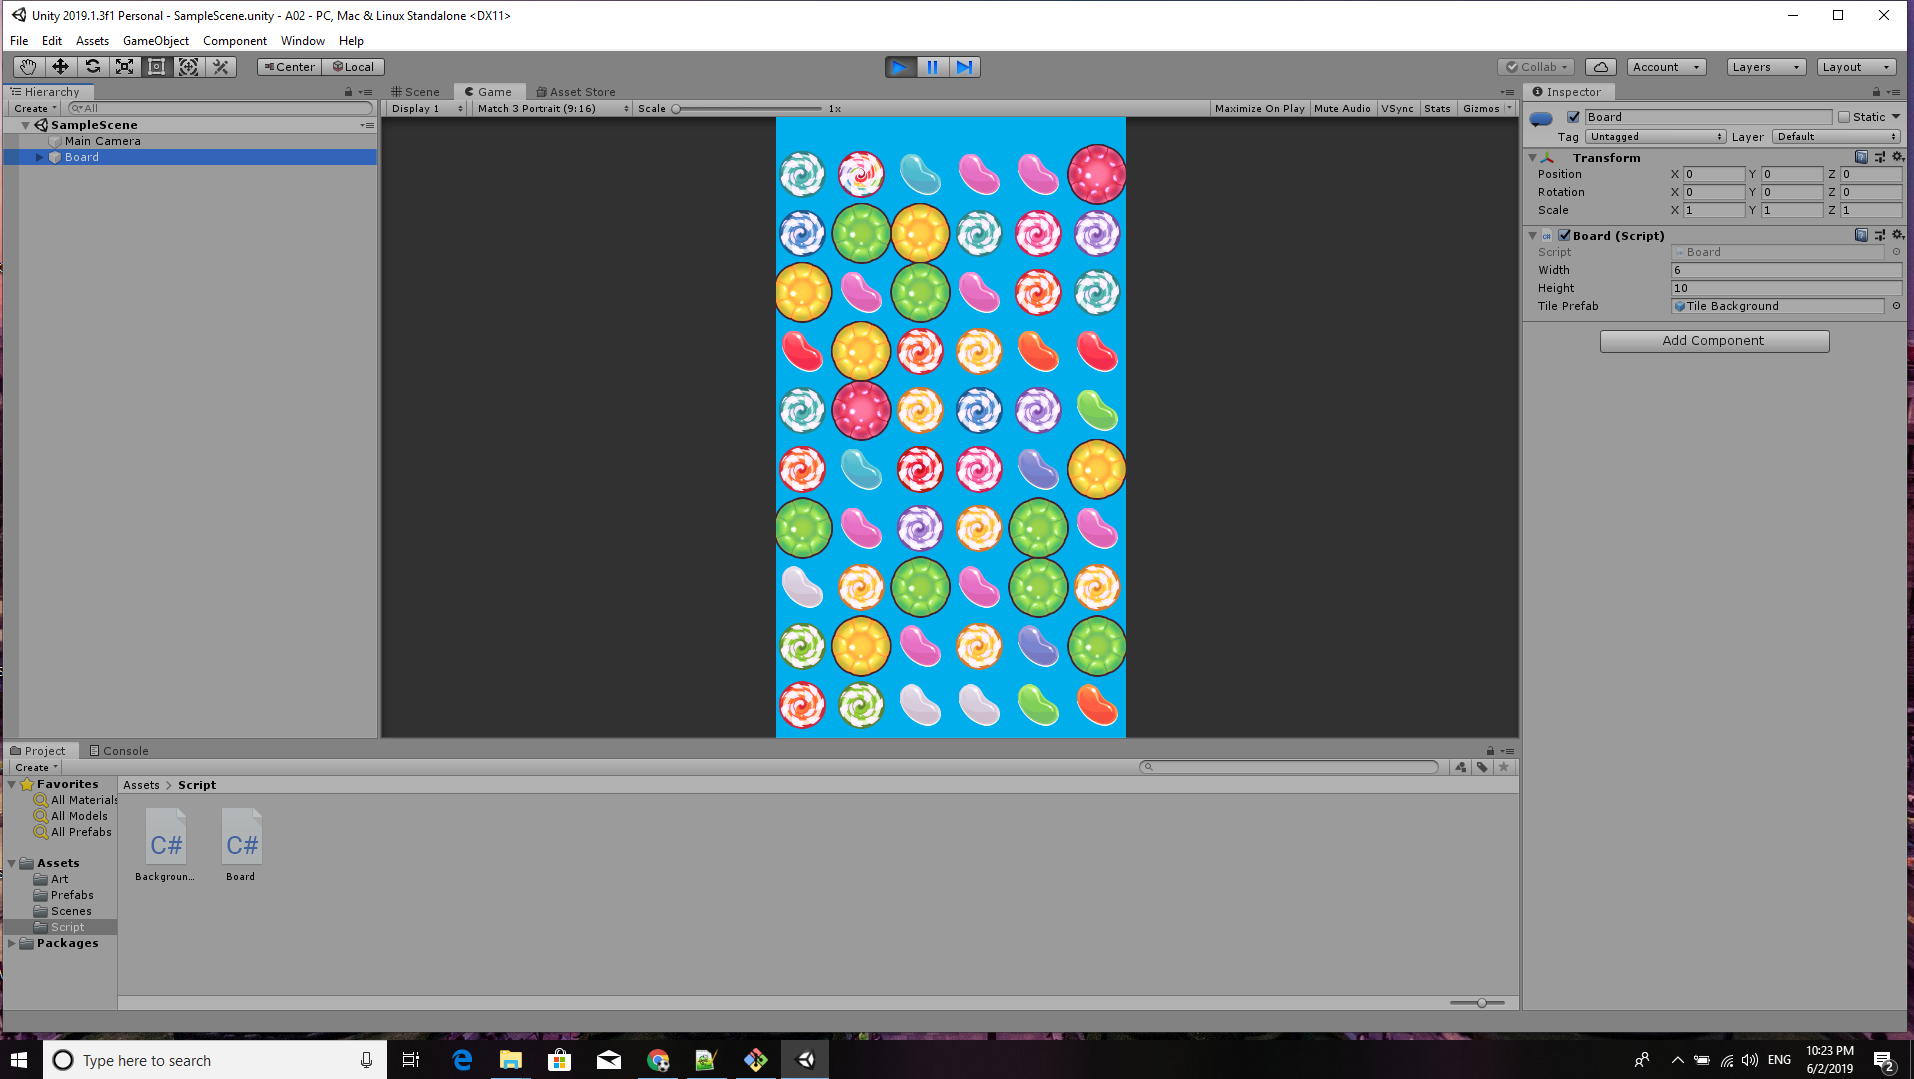 Unity 2019.1.3f1 Personal - SampleScene.unity - A02 - PC, Mac & Linux Standalone <DX11>
File Edit Assets GameObject Component Window Help
Center Local Collab Account Layers Layout
Hierarchy Scene Game Asset Store Inspector
Create All Display 1 Match 3 Portrait (9:16) Scale 1x Maximize On Play Mute Audio VSync Stats Gizmos
SampleScene
Main Camera
Board
Board Static
Tag Untagged Layer Default
Transform
Position X 0 Y 0 Z 0
Rotation X 0 Y 0 Z 0
Scale X 1 Y 1 Z 1
Board (Script)
Script Board
Width 6
Height 10
Tile Prefab Tile Background
Add Component
Project Console
Create
Favorites
All Materials
All Models
All Prefabs
Assets
Art
Prefabs
Scenes
Script
Packages
Assets > Script
C# C#
Backgroun... Board
Type here to search
ENG
10:23 PM
6/2/2019
2